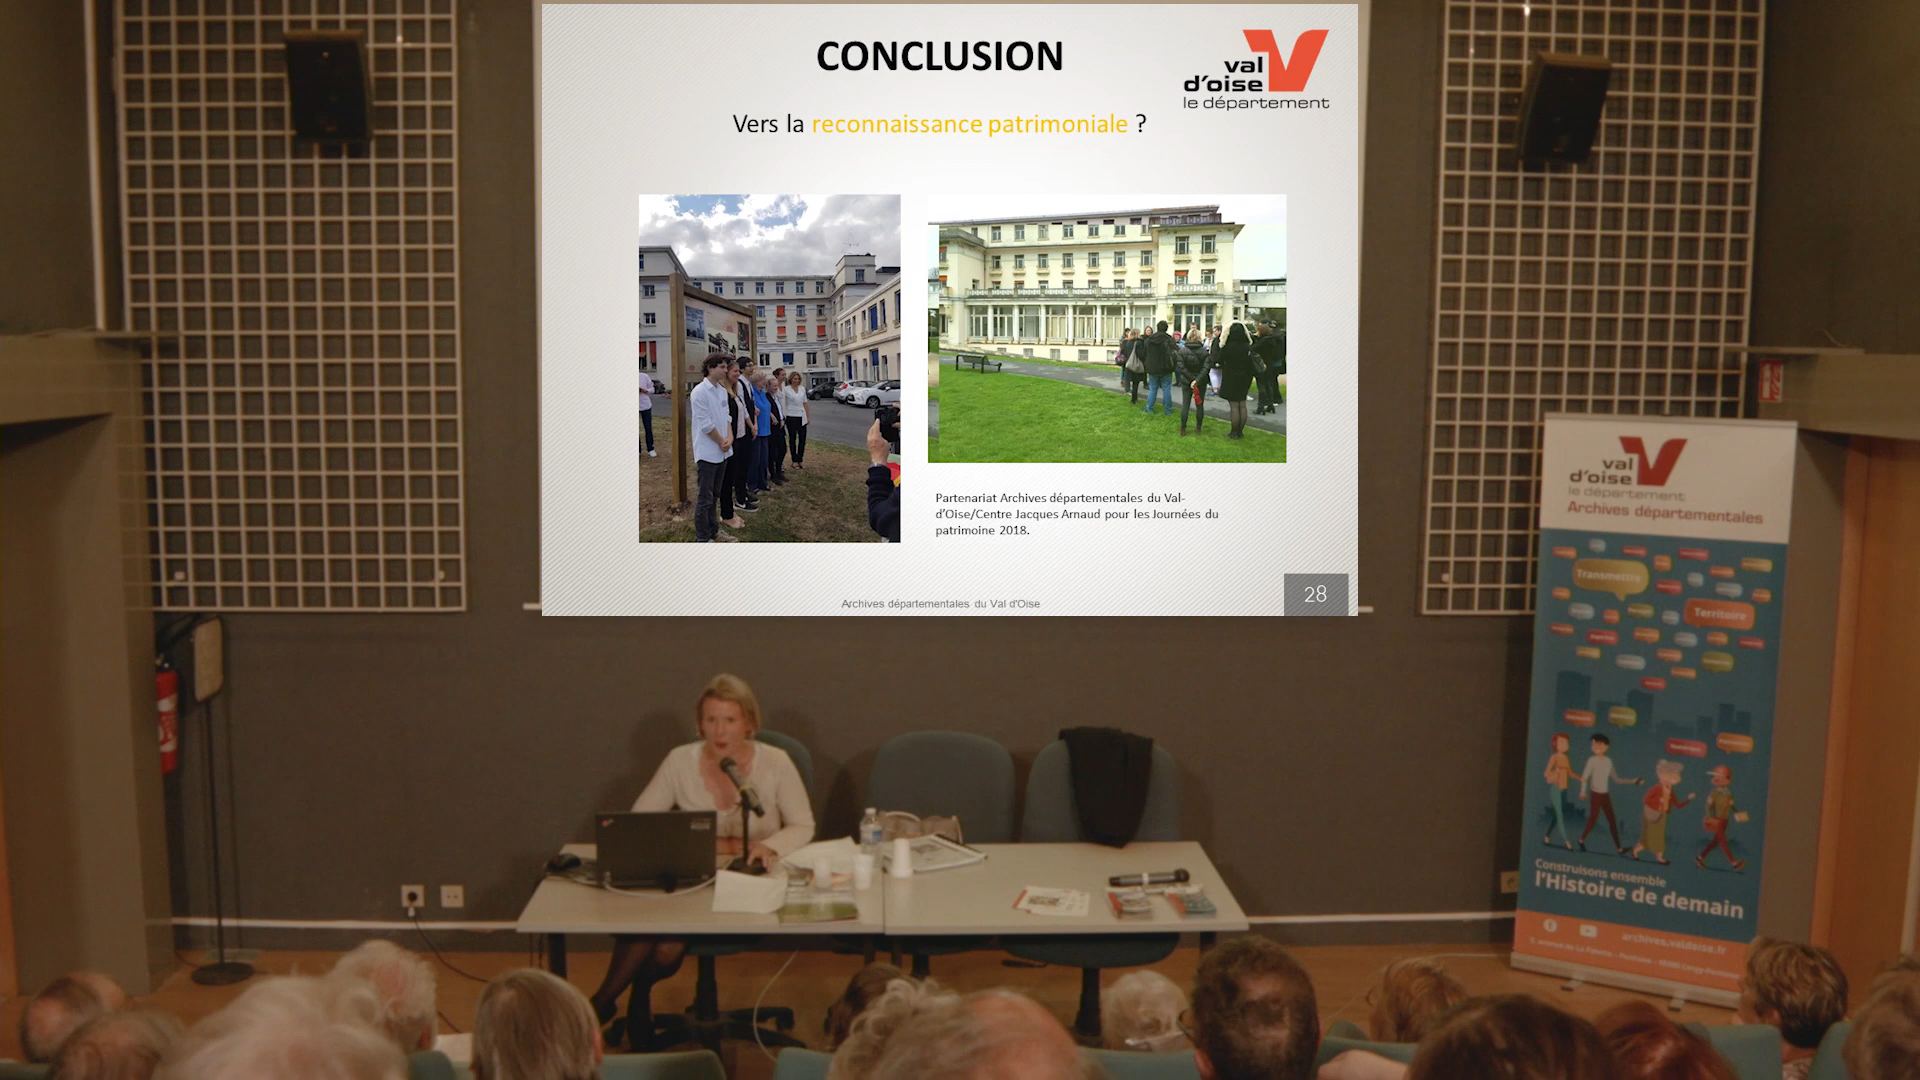 CONCLUSION
val
d'oise
le département
Vers la reconnaissance patrimoniale ?
Partenariat Archives départementales du Val-
d'Oise/Centre Jacques Arnaud pour les Journées du
patrimoine 2018.
Archives départementales du Val d'Oise
28
val
d'oise
le département
Archives départementales
Transmettre
Territoire
Construisons ensemble
l'Histoire de demain
archives.valdoise.fr